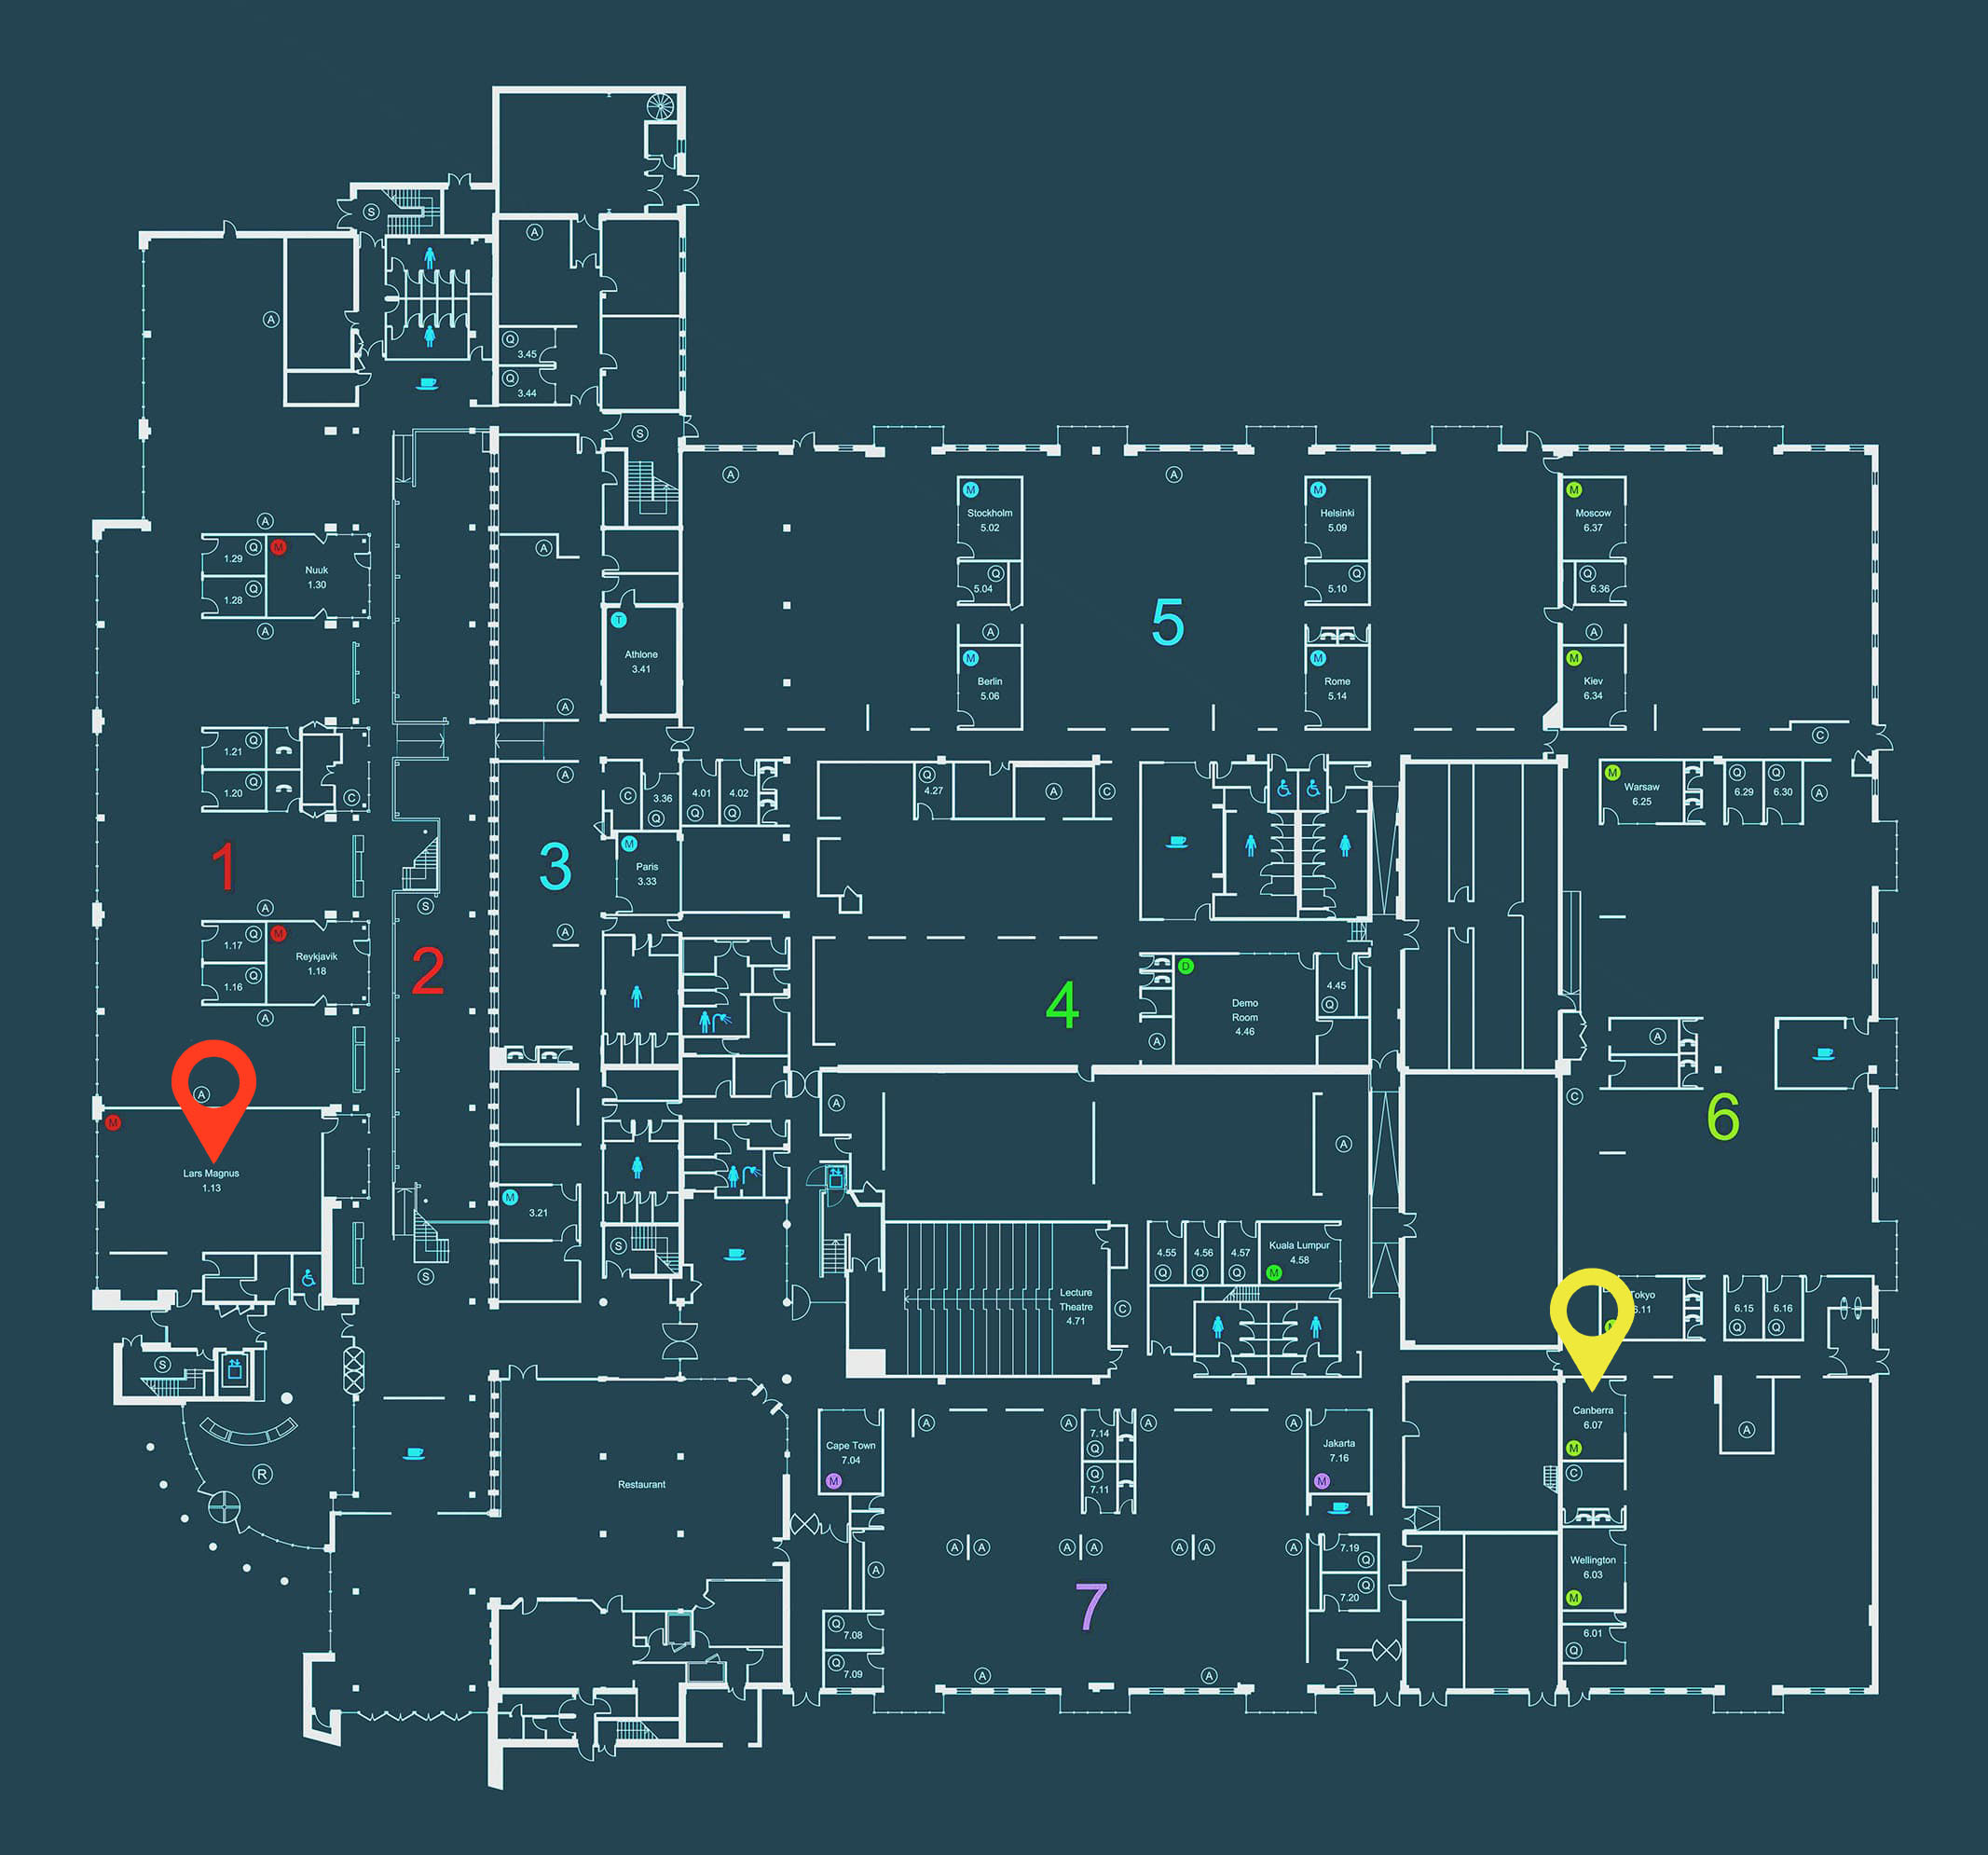 S
A
A
Q
3.45
Q
3.44
S
A
A
M
Stockholm
5.02
M
Helsinki
5.09
M
Moscow
6.37
A
1.29
Q
M
Nuuk
1.30
1.28
Q
A
A
Q
5.04
Q
5.10
Q
6.36
T
Athlone
3.41
5
A
M
Berlin
5.06
M
Rome
5.14
A
M
Kiev
6.34
A
C
1.21
Q
1.20
Q
C
A
C
3.36
Q
4.01
Q
4.02
Q
Q
4.27
A
C
M
Warsaw
6.25
Q
6.29
Q
6.30
A
1
3
M
Paris
3.33
A
S
A
1.17
Q
M
Reykjavik
1.18
1.16
Q
A
2
4
D
Demo
Room
4.46
4.45
Q
A
A
A
C
6
M
Lars Magnus
1.13
A
A
M
3.21
S
S
4.55
Q
4.56
Q
4.57
Q
Kuala Lumpur
4.58
M
Lecture
Theatre
4.71
C
Tokyo
6.15
Q
6.16
Q
S
R
Restaurant
Cape Town
7.04
M
A
A
7.14
Q
Q
7.11
A
A
Jakarta
7.16
M
Canberra
6.07
M
C
A
A
A
A
A
A
A
A
A
7.19
Q
7.20
Q
Wellington
6.03
M
7
Q
7.08
Q
7.09
6.01
Q
A
A